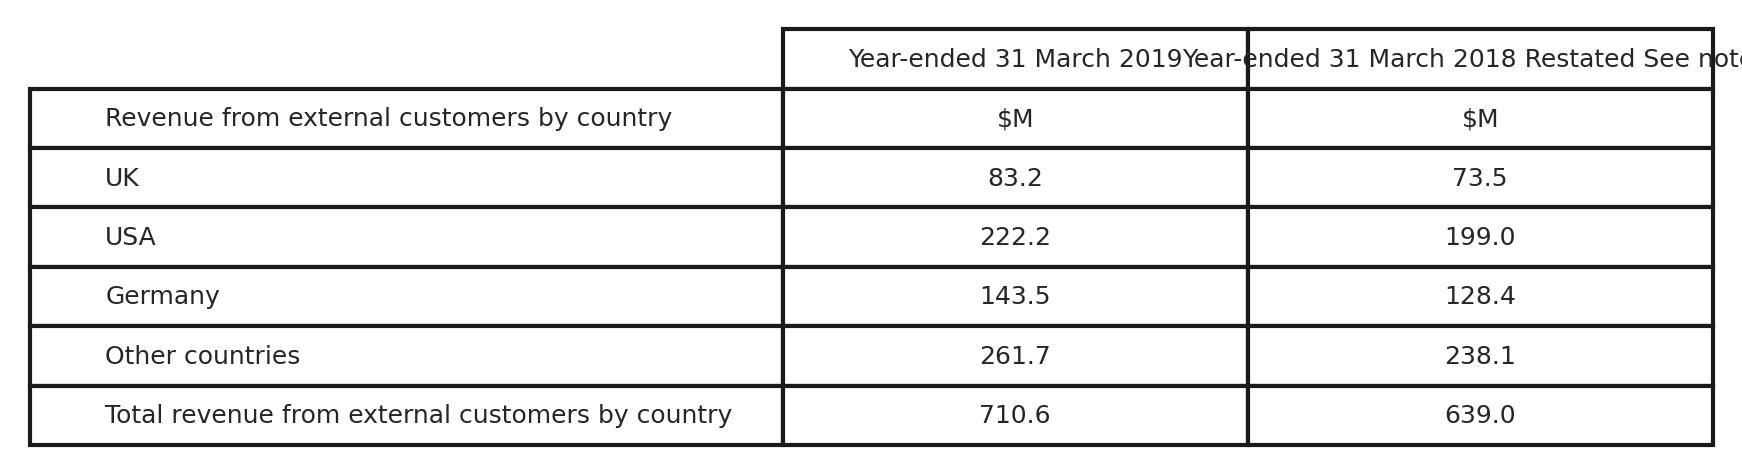 Year-ended 31 March 2019 Year-ended 31 March 2018 Restated See
Revenue from external customers by country $M $M
UK 83.2 73.5
USA 222.2 199.0
Germany 143.5 128.4
Other countries 261.7 238.1
Total revenue from external customers by country 710.6 639.0